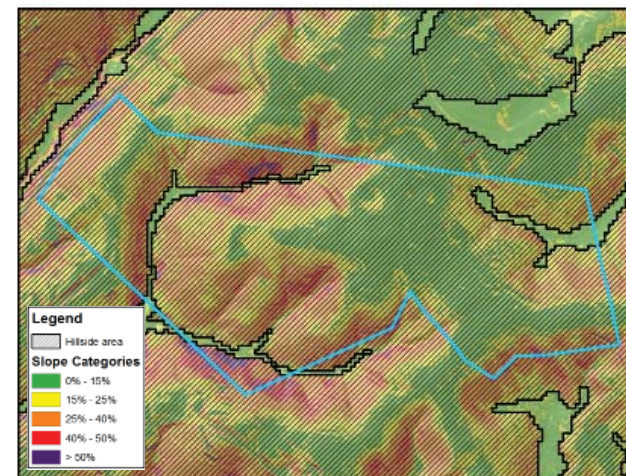 Legend
Hillside area
Slope Categories
0% - 15%
15% - 25%
25% - 40%
40% - 50%
> 50%